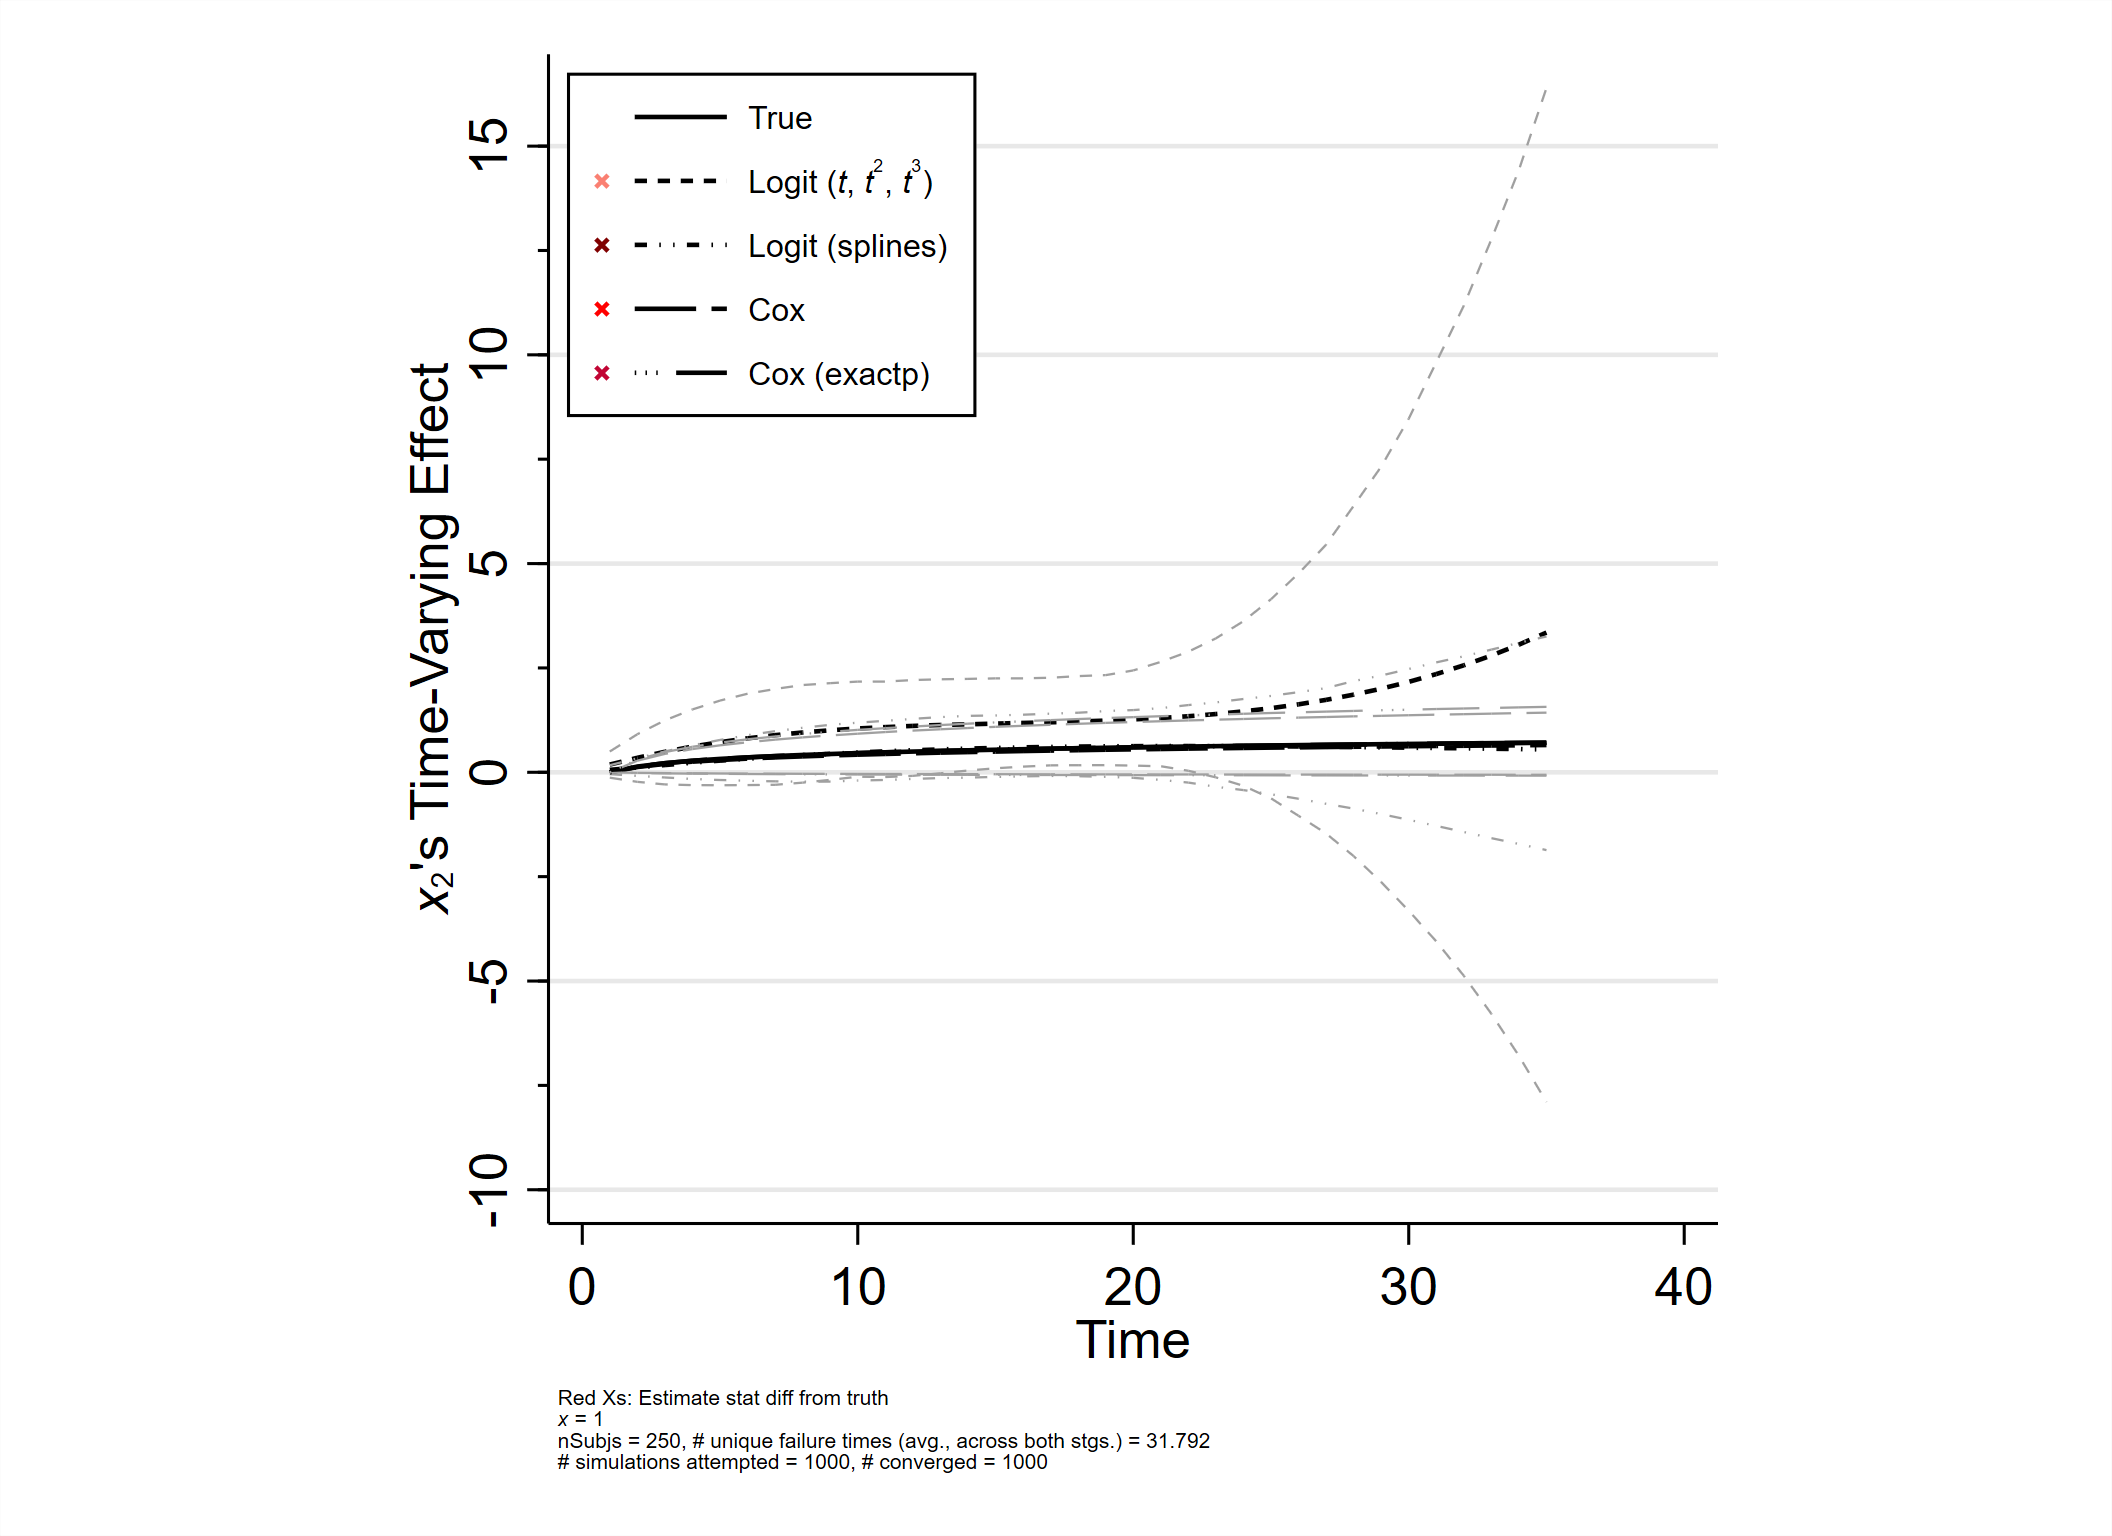 True
Logit (t, t², t³)
Logit (splines)
Cox
Cox (exactp)
x₂'s Time-Varying Effect
15
10
5
0
-5
-10
0 10 20 30 40
Time
Red Xs: Estimate stat diff from truth
x = 1
nSubjs = 250, # unique failure times (avg., across both stgs.) = 31.792
# simulations attempted = 1000, # converged = 1000